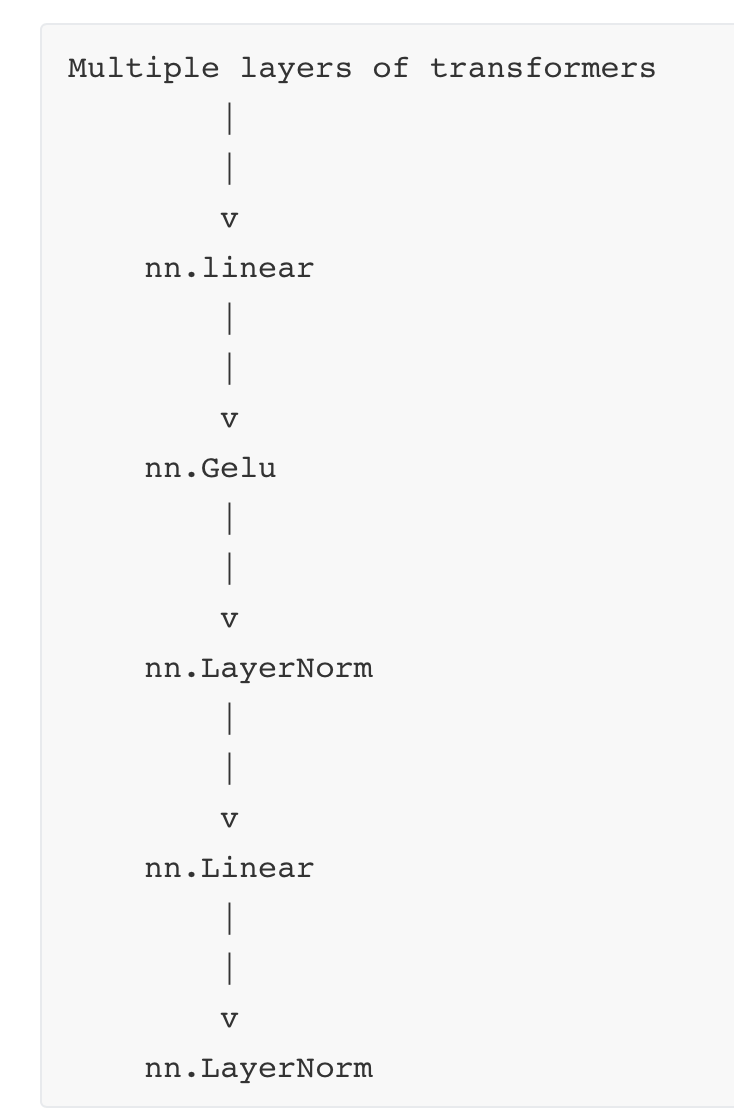 Multiple layers of transformers
|
|
v
nn.linear
|
|
v
nn.Gelu
|
|
v
nn.LayerNorm
|
|
v
nn.Linear
|
|
v
nn.LayerNorm